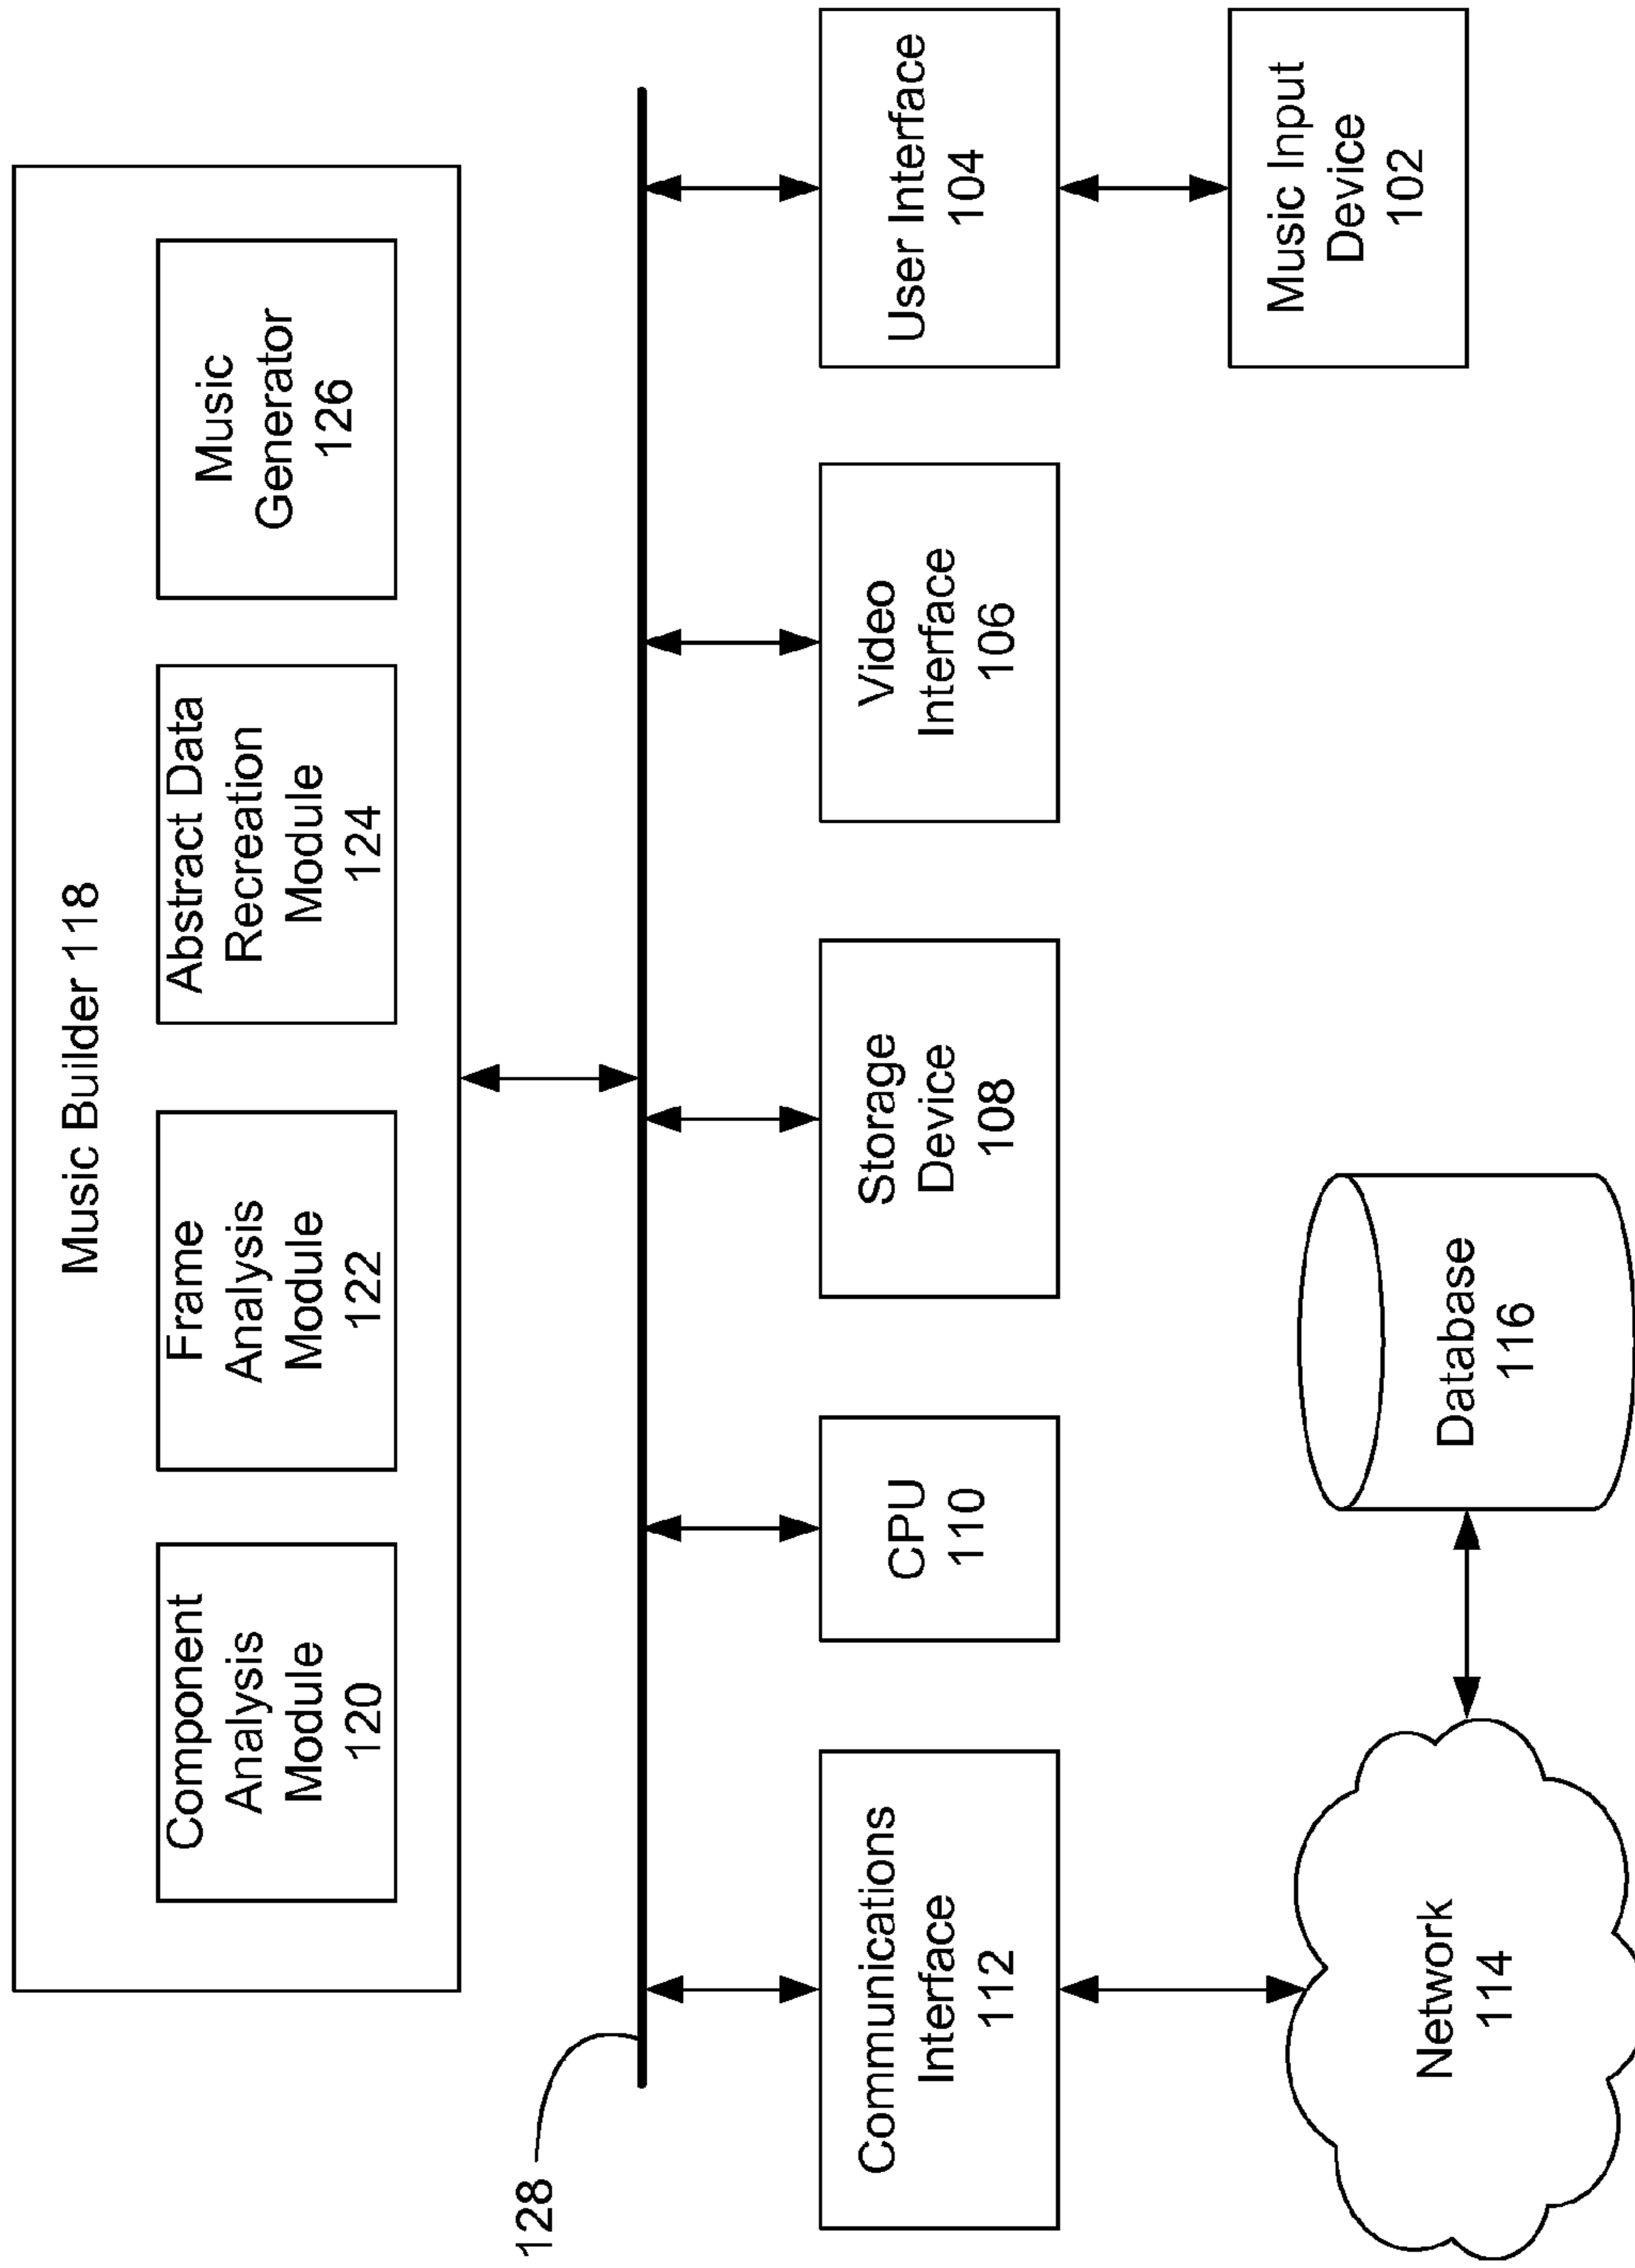 Music Builder 118
Component
Analysis
Module
120
Frame
Analysis
Module
122
Abstract Data
Recreation
Module
124
Music
Generator
126
128
Communications
Interface
112
CPU
110
Storage
Device
108
Video
Interface
106
User Interface
104
Network
114
Database
116
Music Input
Device
102